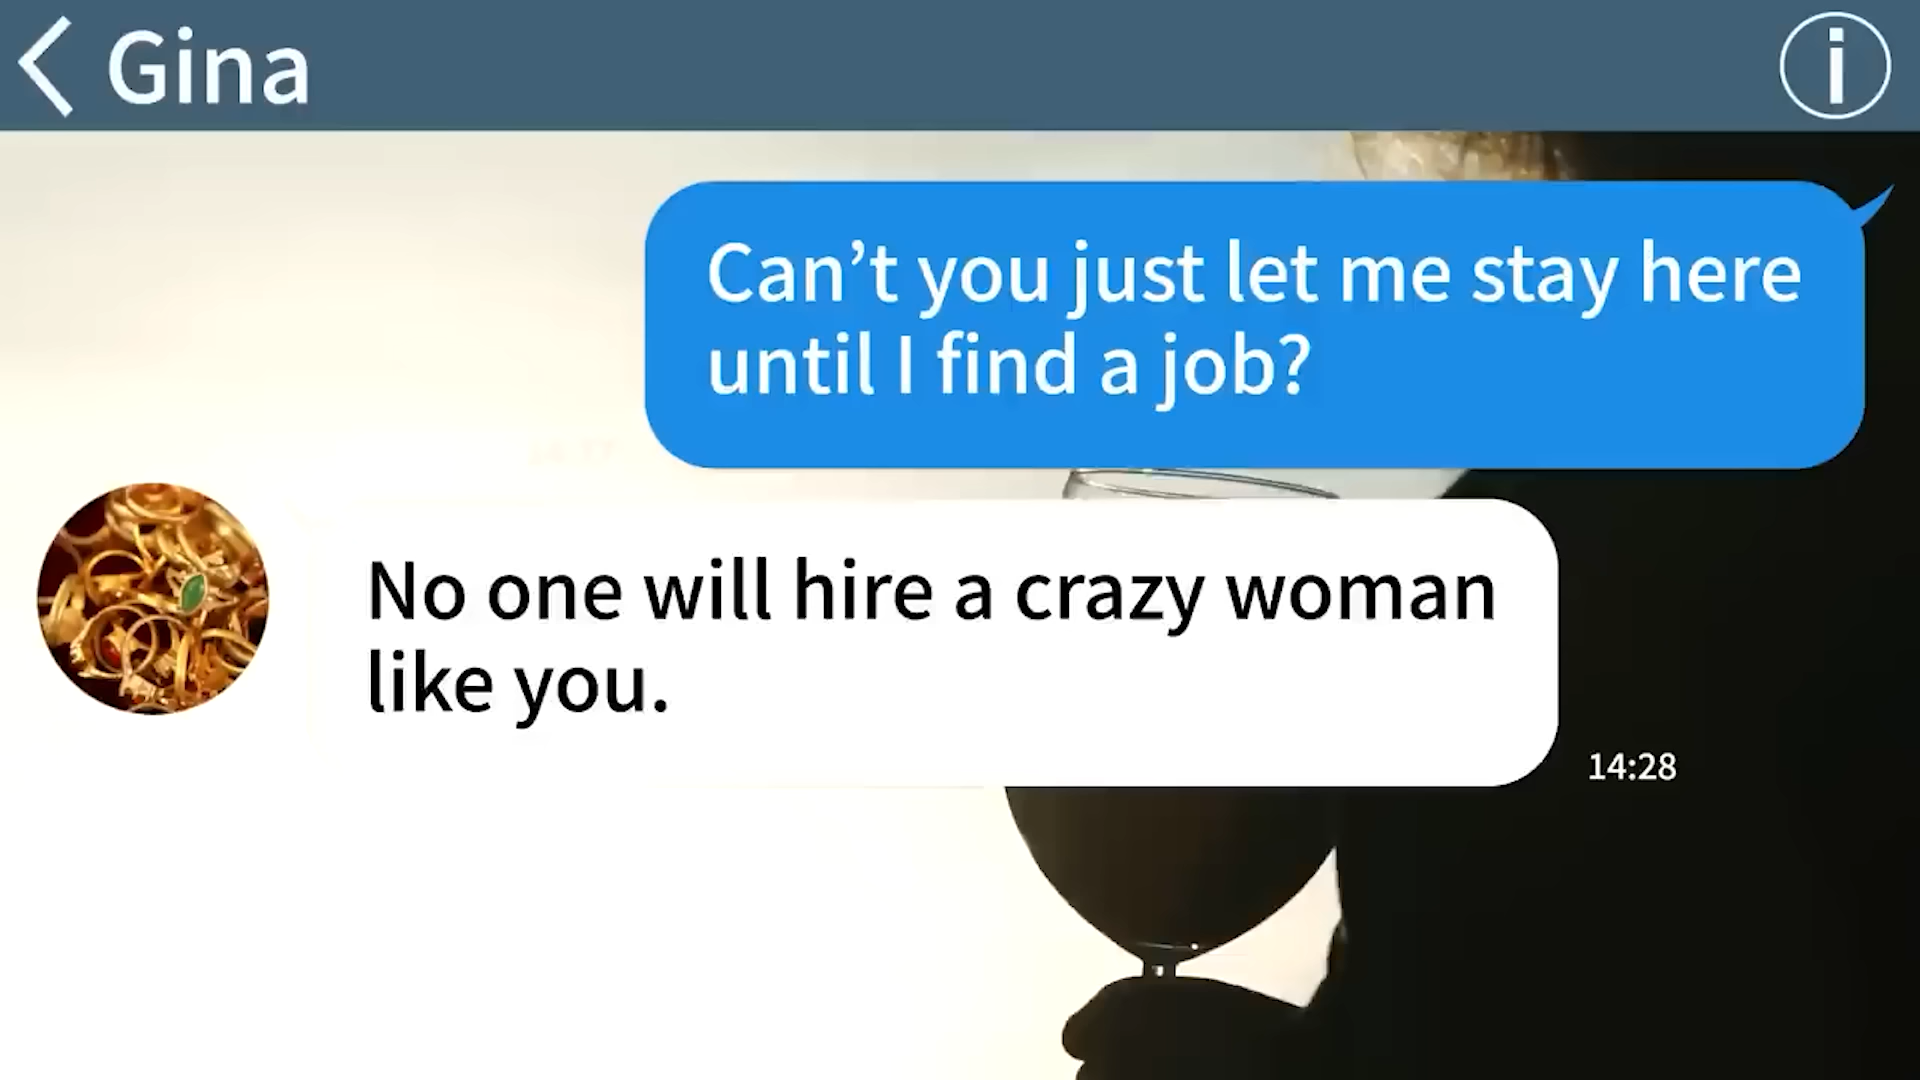 Gina
Can’t you just let me stay here
until I find a job?
No one will hire a crazy woman
like you.
14:28